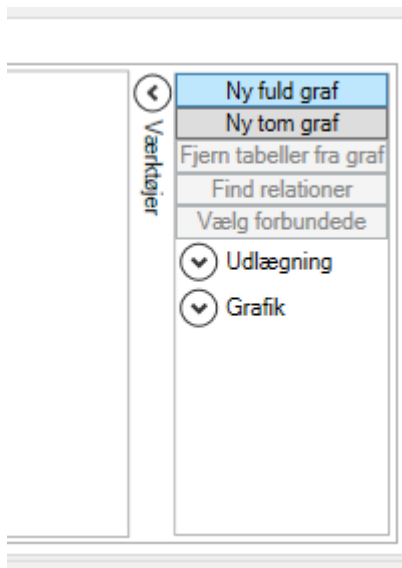 Værktøjer
Ny fuld graf
Ny tom graf
Fjern tabeller fra graf
Find relationer
Vælg forbundede
Udlægning
Grafik